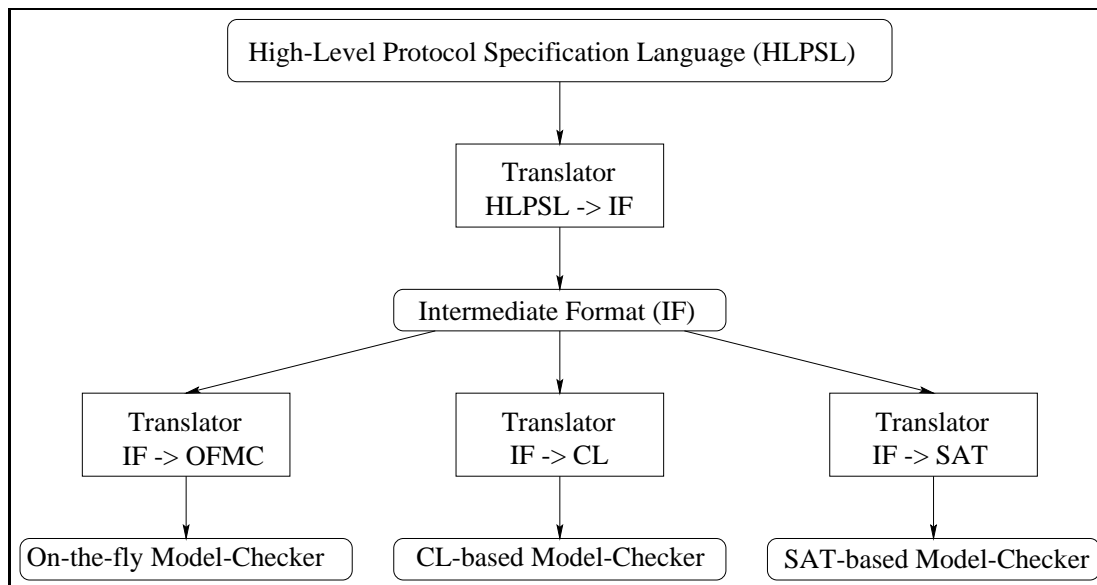 High-Level Protocol Specification Language (HLPSL)
Translator
HLPSL -> IF
Intermediate Format (IF)
Translator
IF -> OFMC
Translator
IF -> CL
Translator
IF -> SAT
On-the-fly Model-Checker
CL-based Model-Checker
SAT-based Model-Checker